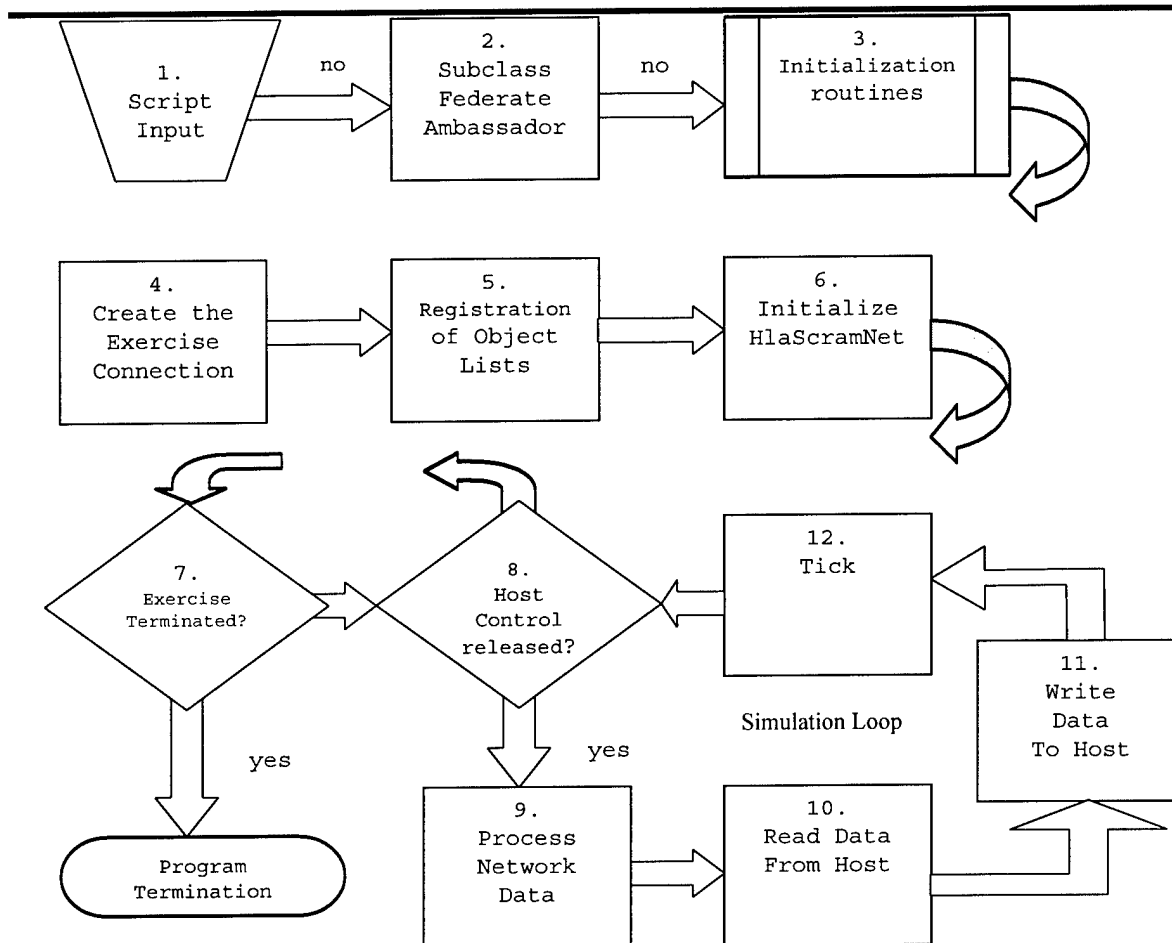 1.
Script
Input
no
2.
Subclass
Federate
Ambassador
no
3.
Initialization
routines
4.
Create the
Exercise
Connection
5.
Registration
of Object
Lists
6.
Initialize
HlaScramNet
7.
Exercise
Terminated?
yes
Program
Termination
8.
Host
Control
released?
yes
12.
Tick
Simulation Loop
11.
Write
Data
To Host
9.
Process
Network
Data
10.
Read Data
From Host